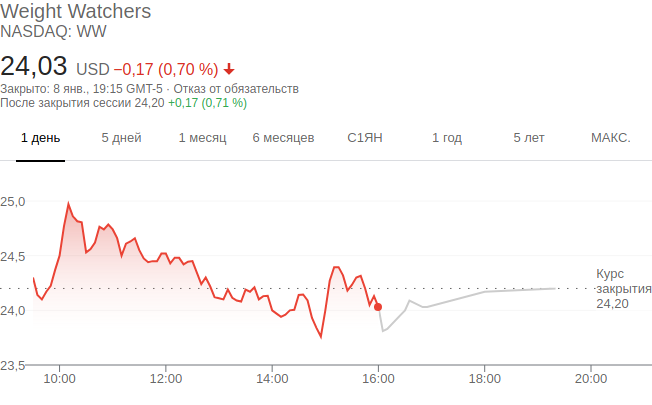 Weight Watchers
NASDAQ: WW
24,03 USD −0,17 (0,70 %)
Закрыто: 8 янв., 19:15 GMT-5 · Отказ от обязательств
После закрытия сессии 24,20 +0,17 (0,71 %)
1 день 5 дней 1 месяц 6 месяцев С1ЯН 1 год 5 лет МАКС.
25,0
24,5
Курс
закрытия
24,20
24,0
23,5
10:00 12:00 14:00 16:00 18:00 20:00